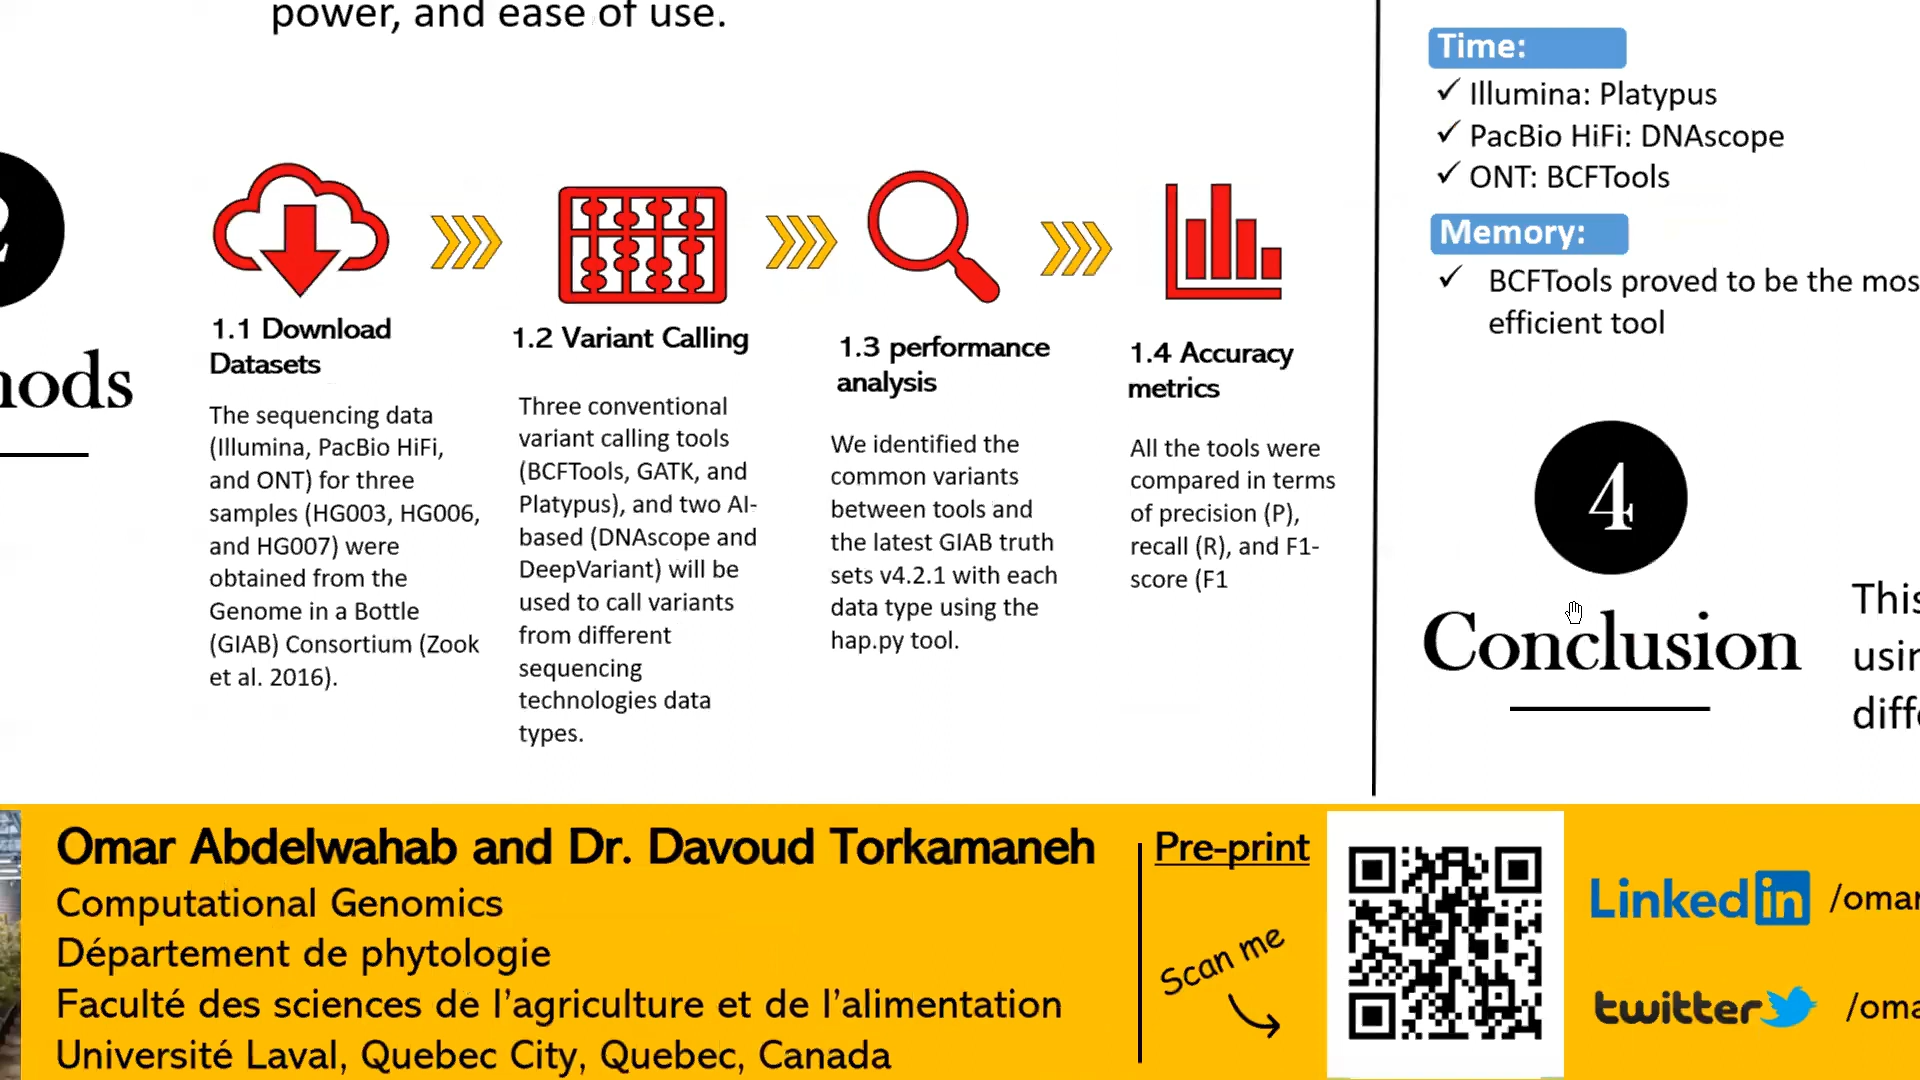 power, and ease of use.
2
hods
1.1 Download
Datasets
The sequencing data
(Illumina, PacBio HiFi,
and ONT) for three
samples (HG003, HG006,
and HG007) were
obtained from the
Genome in a Bottle
(GIAB) Consortium (Zook
et al. 2016).
1.2 Variant Calling
Three conventional
variant calling tools
(BCFTools, GATK, and
Platypus), and two AI-
based (DNAscope and
DeepVariant) will be
used to call variants
from different
sequencing
technologies data
types.
1.3 performance
analysis
We identified the
common variants
between tools and
the latest GIAB truth
sets v4.2.1 with each
data type using the
hap.py tool.
1.4 Accuracy
metrics
All the tools were
compared in terms
of precision (P),
recall (R), and F1-
score (F1
Time:
✓ Illumina: Platypus
✓ PacBio HiFi: DNAscope
✓ ONT: BCFTools
Memory:
✓ BCFTools proved to be the mos
efficient tool
4
Conclusion
This
usin
diffe
Omar Abdelwahab and Dr. Davoud Torkamaneh
Computational Genomics
Département de phytologie
Faculté des sciences de l’agriculture et de l’alimentation
Université Laval, Quebec City, Quebec, Canada
Pre-print
Scan me
Linkedin /omar
twitter /oma